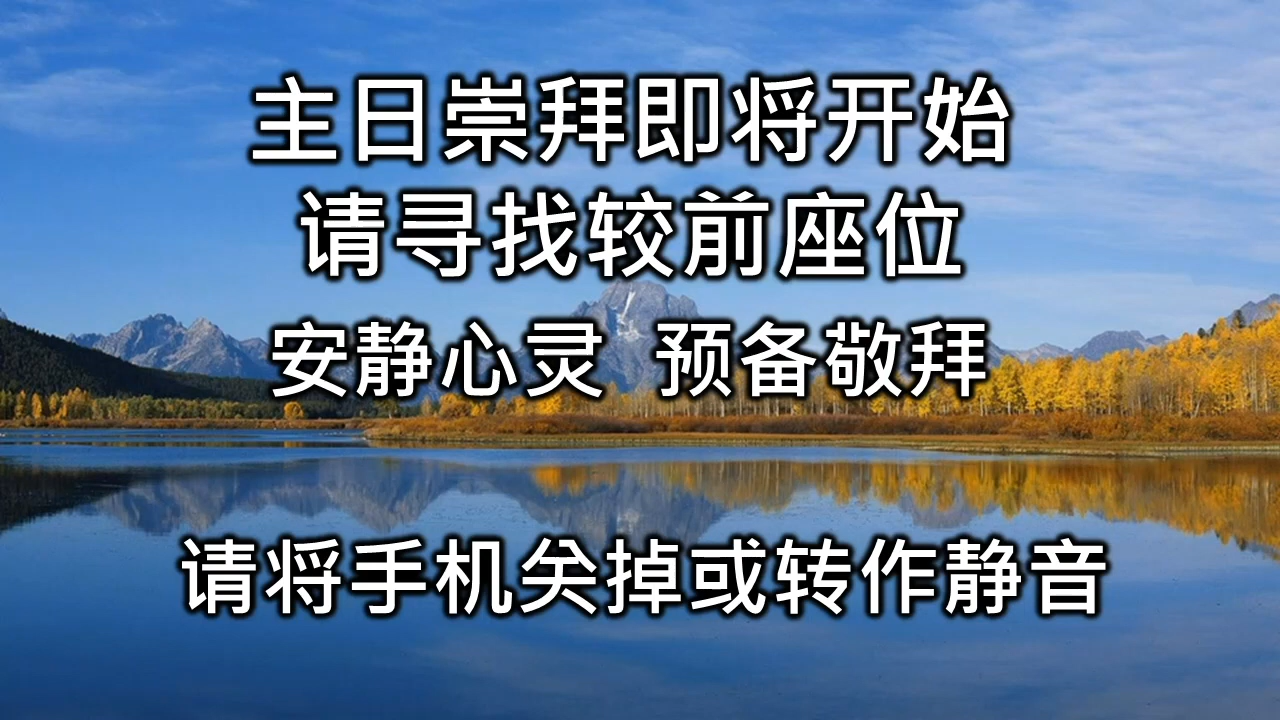 主日崇拜即将开始
请寻找较前座位
安静心灵 预备敬拜
请将手机关掉或转作静音